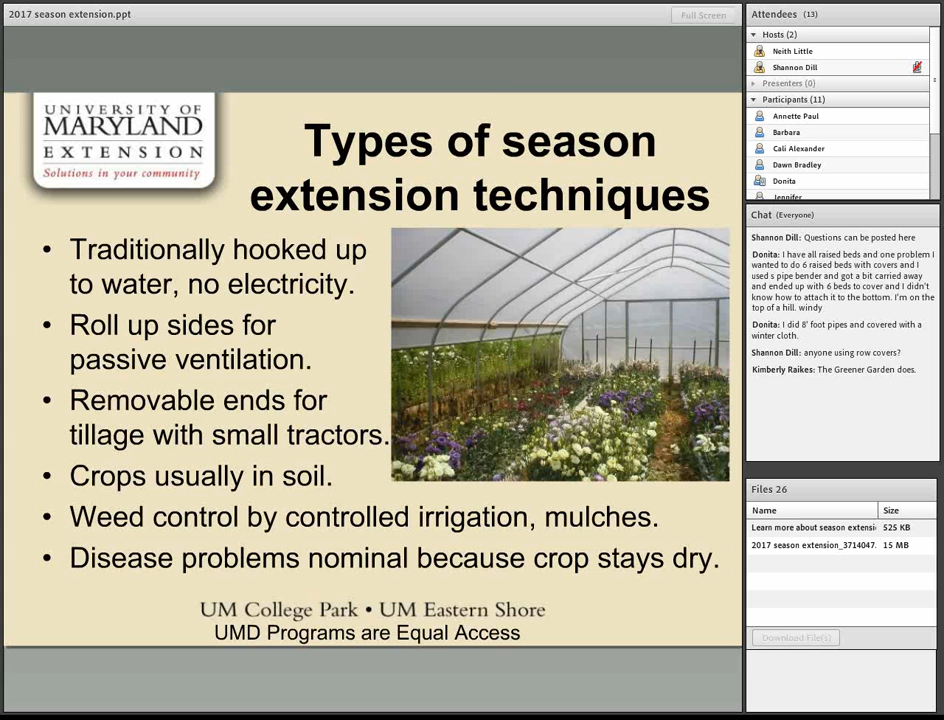 2017 season extension.ppt
Full Screen
UNIVERSITY OF
MARYLAND
EXTENSION
Solutions in your community
Types of season
extension techniques
• Traditionally hooked up
to water, no electricity.
• Roll up sides for
passive ventilation.
• Removable ends for
tillage with small tractors.
• Crops usually in soil.
• Weed control by controlled irrigation, mulches.
• Disease problems nominal because crop stays dry.
UM College Park • UM Eastern Shore
UMD Programs are Equal Access
Attendees (13)
Hosts (2)
Neith Little
Shannon Dill
Presenters (0)
Participants (11)
Annette Paul
Barbara
Cali Alexander
Dawn Bradley
Donita
Jennifer
Chat (Everyone)
Shannon Dill: Questions can be posted here
Donita: I have all raised beds and one problem I
wanted to do 6 raised beds with covers and I
used s pipe bender and got a bit carried away
and ended up with 6 beds to cover and I didn't
know how to attach it to the bottom. I'm on the
top of a hill. windy
Donita: I did 8' foot pipes and covered with a
winter cloth.
Shannon Dill: anyone using row covers?
Kimberly Raikes: The Greener Garden does.
Files 26
Name Size
Learn more about season extensi 525 KB
2017 season extension_3714047. 15 MB
Download File(s)